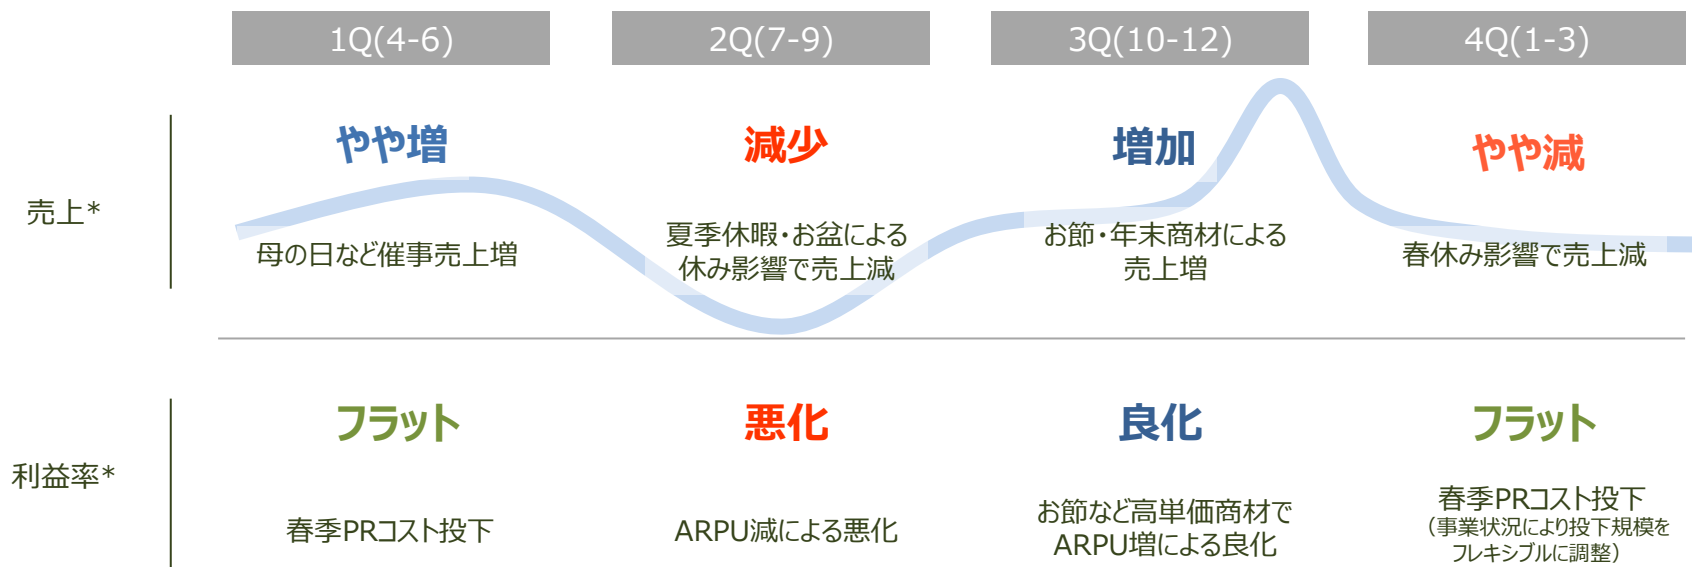 1Q(4-6)
2Q(7-9)
3Q(10-12)
4Q(1-3)
売上*
やや増
減少
増加
やや減
母の日など催事売上増
夏季休暇・お盆による
休み影響で売上減
お節・年末商材による
売上増
春休み影響で売上減
利益率*
フラット
悪化
良化
フラット
春季PRコスト投下
ARPU減による悪化
お節など高単価商材で
ARPU増による良化
春季PRコスト投下
（事業状況により投下規模を
フレキシブルに調整）